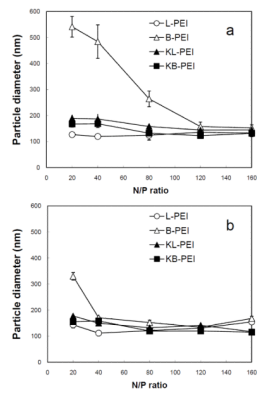 a
600
500
400
300
200
100
0
Particle diameter (nm)
L-PEI
B-PEI
KL-PEI
KB-PEI
0 20 40 60 80 100 120 140 160
N/P ratio
b
600
500
400
300
200
100
0
Particle diameter (nm)
L-PEI
B-PEI
KL-PEI
KB-PEI
0 20 40 60 80 100 120 140 160
N/P ratio